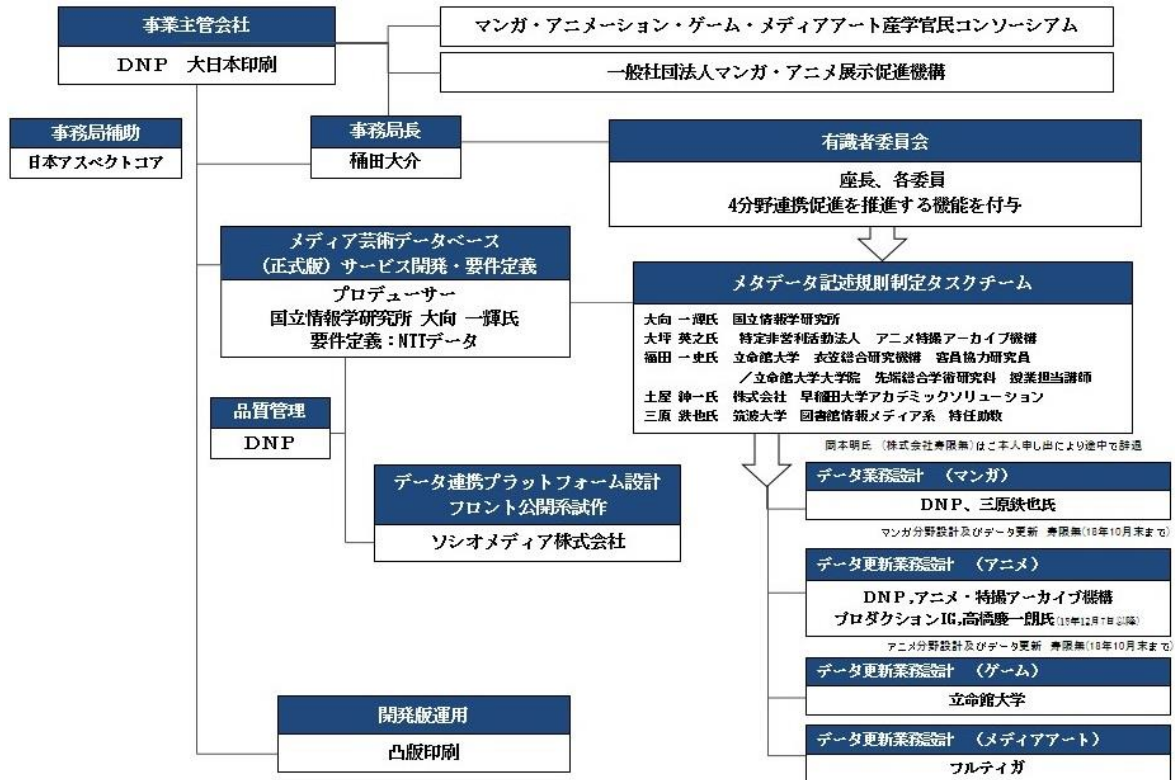 事業主管会社
DNP 大日本印刷
マンガ・アニメーション・ゲーム・メディアアート産学官民コンソーシアム
一般社団法人マンガ・アニメ展示促進機構
事務局補助
日本アスペクトコア
事務局長
桶田大介
有識者委員会
座長、各委員
4分野連携促進を推進する機能を付与
メディア芸術データベース
(正式版)サービス開発・要件定義
プロデューサー
国立情報学研究所 大向 一輝氏
要件定義:NTTデータ
メタデータ記述規則制定タスクチーム
大向 一輝氏 国立情報学研究所
大坪 英之氏 特定非営利活動法人 アニメ特撮アーカイブ機構
福田 一史氏 立命館大学 衣笠総合研究機構 客員協力研究員
/立命館大学大学院 先端総合学術研究科 授業担当講師
土屋 紳一氏 株式会社 早稲田大学アカデミックソリューション
三原 鉄也氏 筑波大学 図書館情報メディア系 特任助教
岡本明氏 (株式会社寿限無)はご本人申し出により途中で辞退
品質管理
DNP
データ連携プラットフォーム設計
フロント公開系試作
ソシオメディア株式会社
データ業務設計 (マンガ)
DNP、三原鉄也氏
マンガ分野設計及びデータ更新 寿限無(18年10月末まで)
データ更新業務設計 (アニメ)
DNP,アニメ・特撮アーカイブ機構
プロダクションIG,高橋慶一朗氏
アニメ分野設計及びデータ更新 寿限無(18年10月末まで)
データ更新業務設計 (ゲーム)
立命館大学
データ更新業務設計 (メディアアート)
フルティガ
開発版運用
凸版印刷